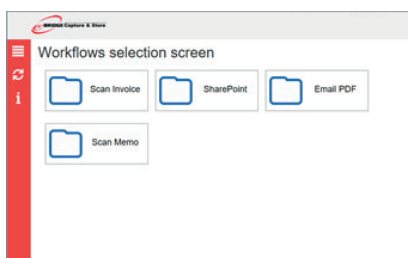 e-BRIDGE Capture & Store
Workflows selection screen
Scan Invoice
SharePoint
Email PDF
Scan Memo